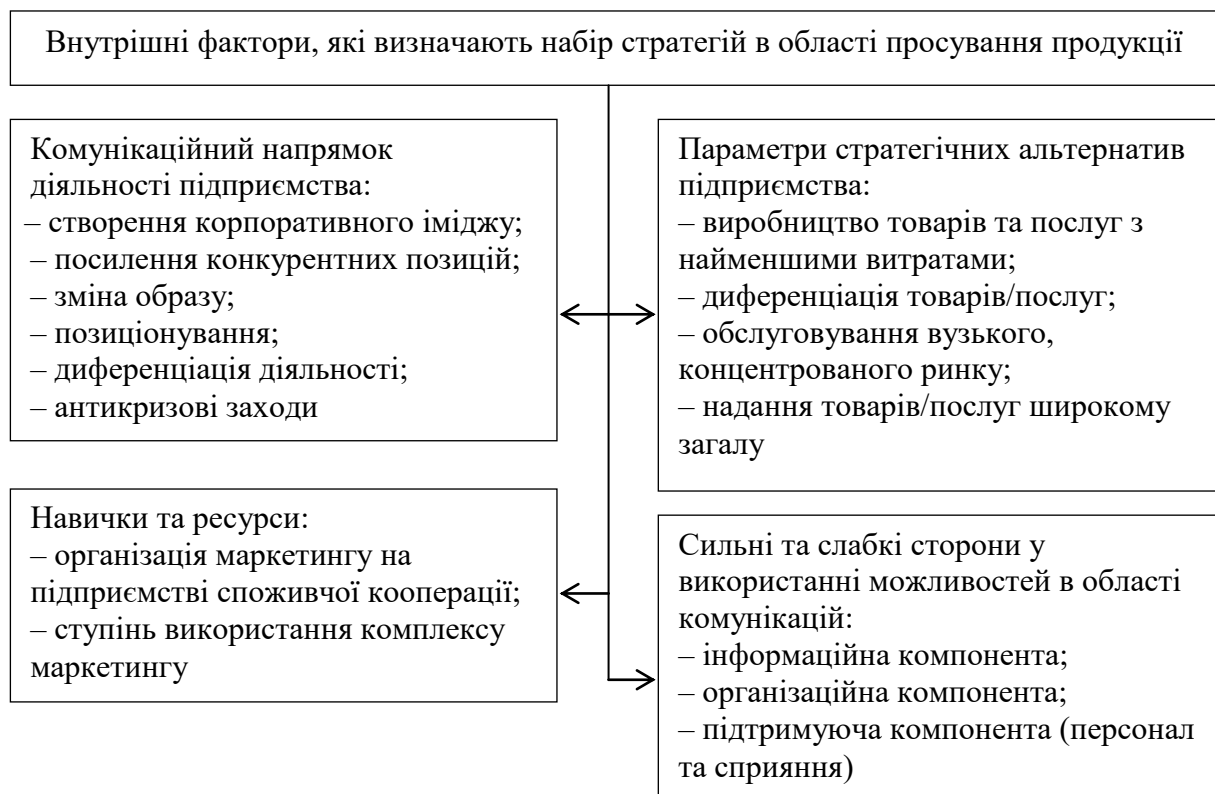 Внутрішні фактори, які визначають набір стратегій в області просування продукції
Комунікаційний напрямок
діяльності підприємства:
– створення корпоративного іміджу;
– посилення конкурентних позицій;
– зміна образу;
– позиціонування;
– диференціація діяльності;
– антикризові заходи
Параметри стратегічних альтернатив
підприємства:
– виробництво товарів та послуг з
найменшими витратами;
– диференціація товарів/послуг;
– обслуговування вузького,
концентрованого ринку;
– надання товарів/послуг широкому
загалу
Навички та ресурси:
– організація маркетингу на
підприємстві споживчої кооперації;
– ступінь використання комплексу
маркетингу
Сильні та слабкі сторони у
використанні можливостей в області
комунікацій:
– інформаційна компонента;
– організаційна компонента;
– підтримуюча компонента (персонал
та сприяння)